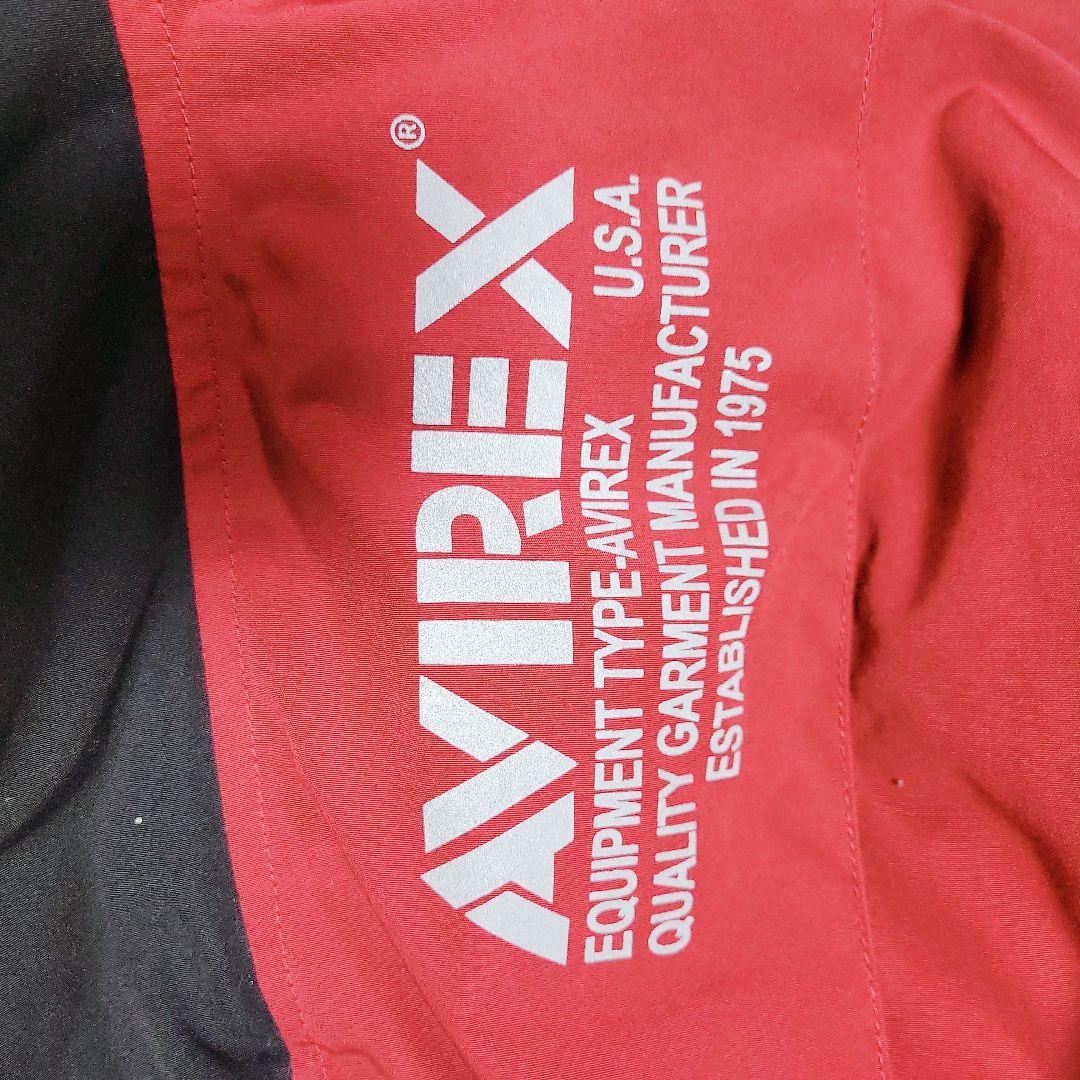 AVIREX®
EQUIPMENT TYPE-AVIREX U.S.A.
QUALITY GARMENT MANUFACTURER
ESTABLISHED IN 1975